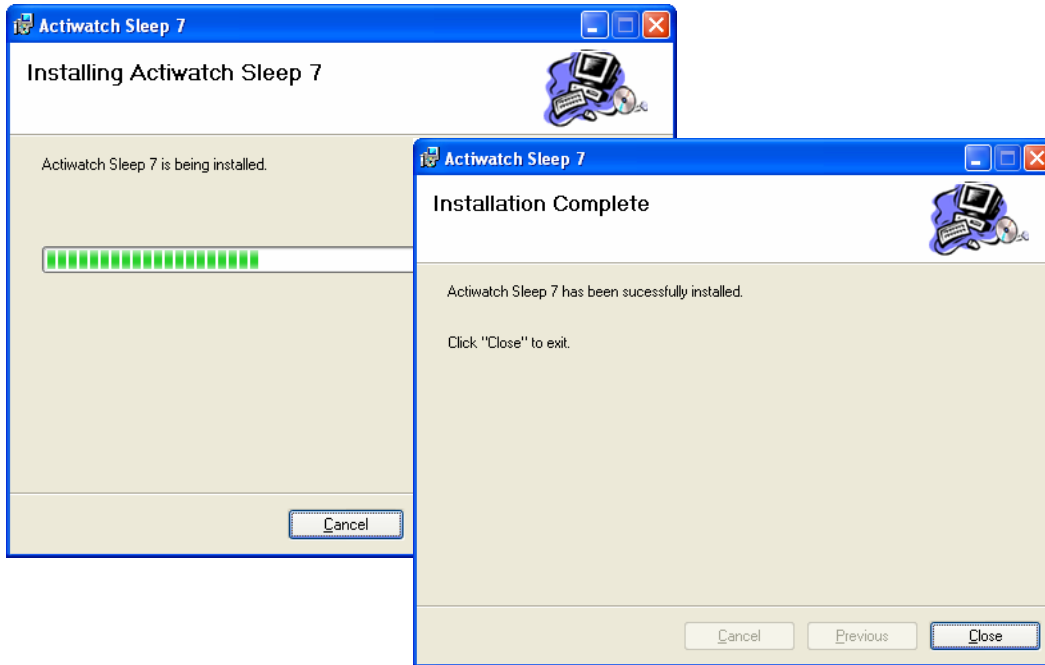 Actiwatch Sleep 7
Installing Actiwatch Sleep 7
Actiwatch Sleep 7 is being installed.
Cancel
Actiwatch Sleep 7
Installation Complete
Actiwatch Sleep 7 has been sucessfully installed.
Click "Close" to exit.
Cancel Previous Close